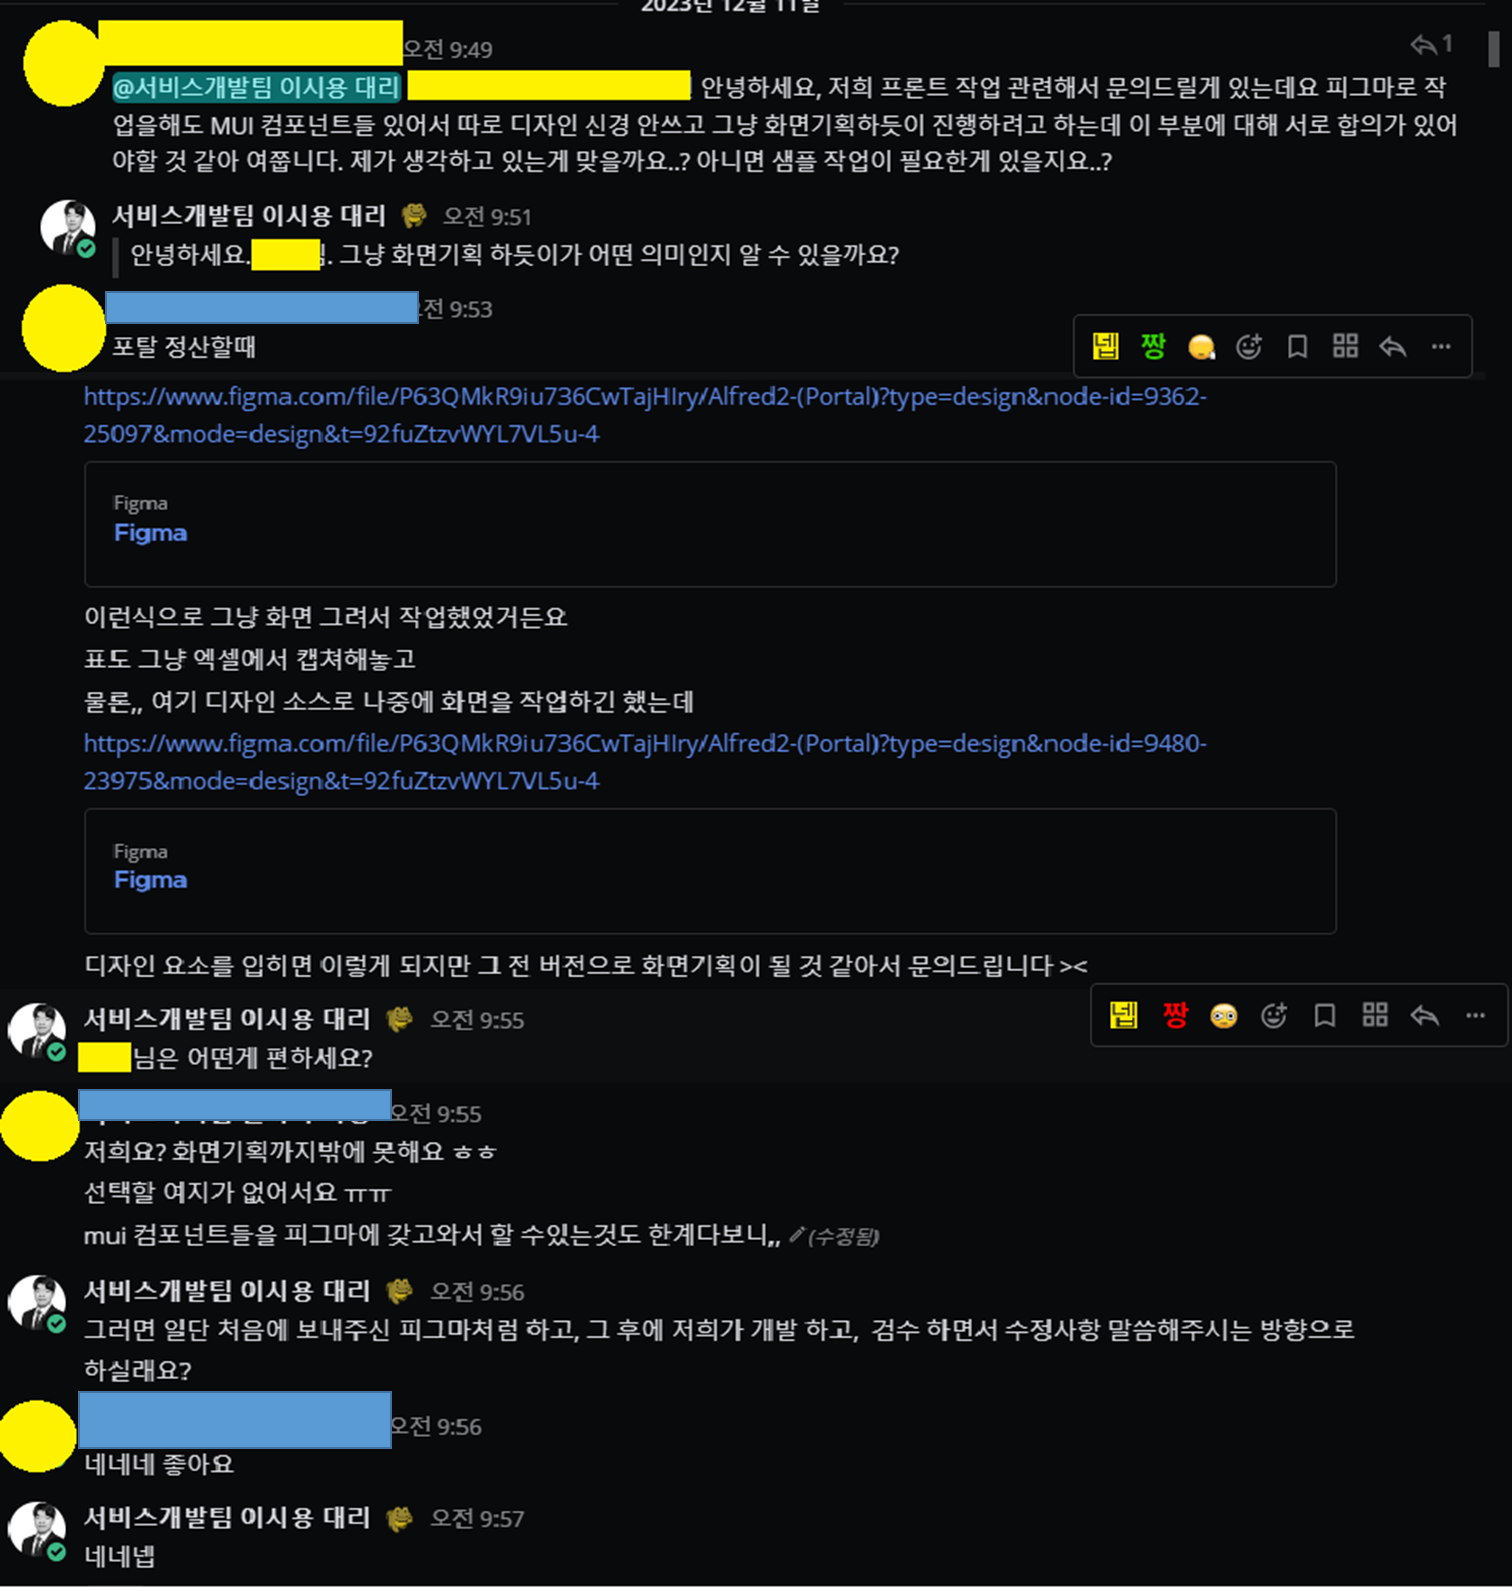 2023년 12월 11일
오전 9:49
1
@서비스개발팀 이시용 대리 안녕하세요, 저희 프론트 작업 관련해서 문의드릴게 있는데요 피그마로 작
업을해도 MUI 컴포넌트들 있어서 따로 디자인 신경 안쓰고 그냥 화면기획하듯이 진행하려고 하는데 이 부분에 대해 서로 합의가 있어
야할 것 같아 여쭙니다. 제가 생각하고 있는게 맞을까요..? 아니면 샘플 작업이 필요한게 있을지요..?
서비스개발팀 이시용 대리 오전 9:51
안녕하세요. . 그냥 화면기획 하듯이가 어떤 의미인지 알 수 있을까요?
전 9:53
포탈 정산할때
넵 짱
https://www.figma.com/file/P63QMkR9iu736CwTajHIry/Alfred2-(Portal)?type=design&node-id=9362-
25097&mode=design&t=92fuZtzvWYL7VL5u-4
Figma
Figma
이런식으로 그냥 화면 그려서 작업했었거든요
표도 그냥 엑셀에서 캡쳐해놓고
물론,, 여기 디자인 소스로 나중에 화면을 작업하긴 했는데
https://www.figma.com/file/P63QMkR9iu736CwTajHIry/Alfred2-(Portal)?type=design&node-id=9480-
23975&mode=design&t=92fuZtzvWYL7VL5u-4
Figma
Figma
디자인 요소를 입히면 이렇게 되지만 그 전 버전으로 화면기획이 될 것 같아서 문의드립니다 ><
서비스개발팀 이시용 대리 오전 9:55
넵 짱
님은 어떤게 편하세요?
오전 9:55
저희요? 화면기획까지밖에 못해요 ㅎㅎ
선택할 여지가 없어서요 ㅠㅠ
mui 컴포넌트들을 피그마에 갖고와서 할 수있는것도 한계다보니,, (수정됨)
서비스개발팀 이시용 대리 오전 9:56
그러면 일단 처음에 보내주신 피그마처럼 하고, 그 후에 저희가 개발 하고, 검수 하면서 수정사항 말씀해주시는 방향으로
하실래요?
오전 9:56
네네네 좋아요
서비스개발팀 이시용 대리 오전 9:57
네네넵